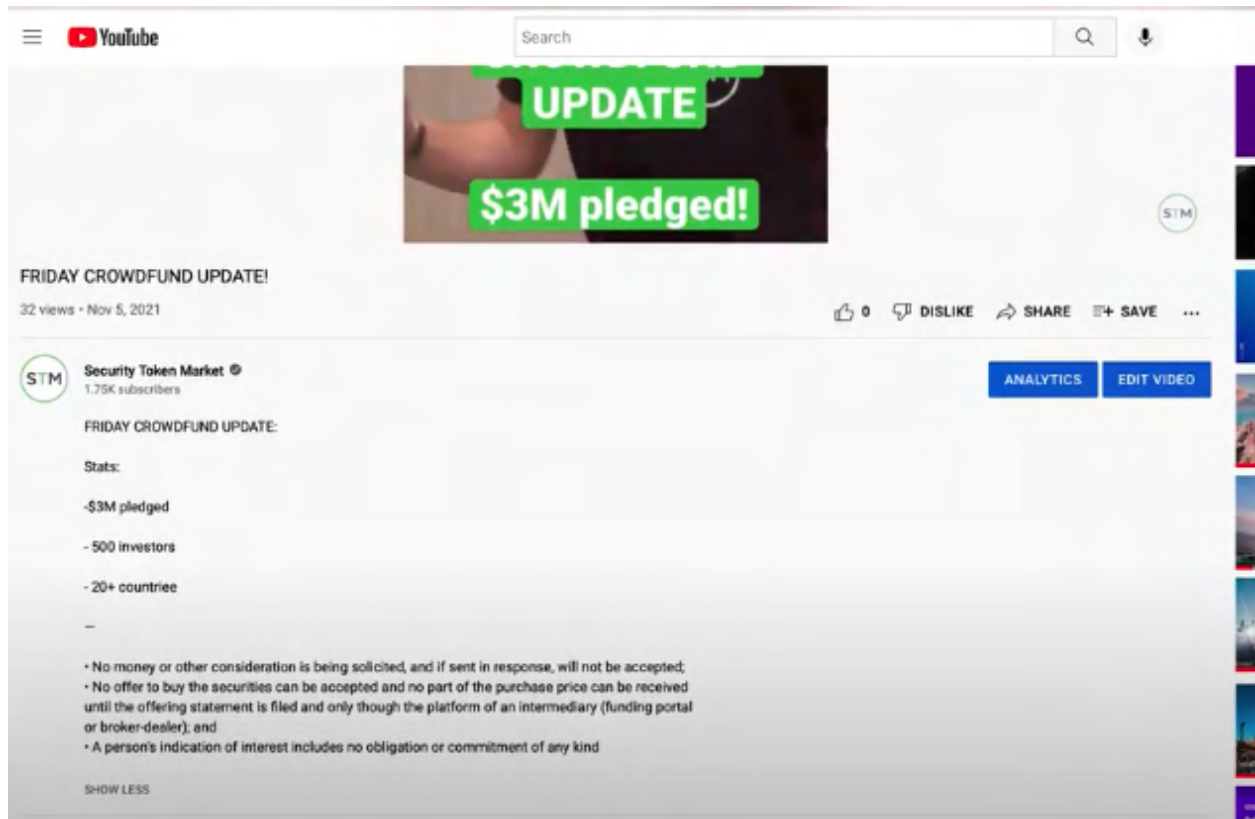 YouTube
Search
UPDATE
$3M pledged!
STM
FRIDAY CROWDFUND UPDATE!
32 views • Nov 5, 2021
0
DISLIKE
SHARE
SAVE
STM
Security Token Market
1.75K subscribers
ANALYTICS
EDIT VIDEO
FRIDAY CROWDFUND UPDATE:
Stats:
-$3M pledged
- 500 investors
- 20+ countriee
—
• No money or other consideration is being solicited, and if sent in response, will not be accepted;
• No offer to buy the securities can be accepted and no part of the purchase price can be received
until the offering statement is filed and only though the platform of an intermediary (funding portal
or broker-dealer); and
• A person's indication of interest includes no obligation or commitment of any kind
SHOW LESS